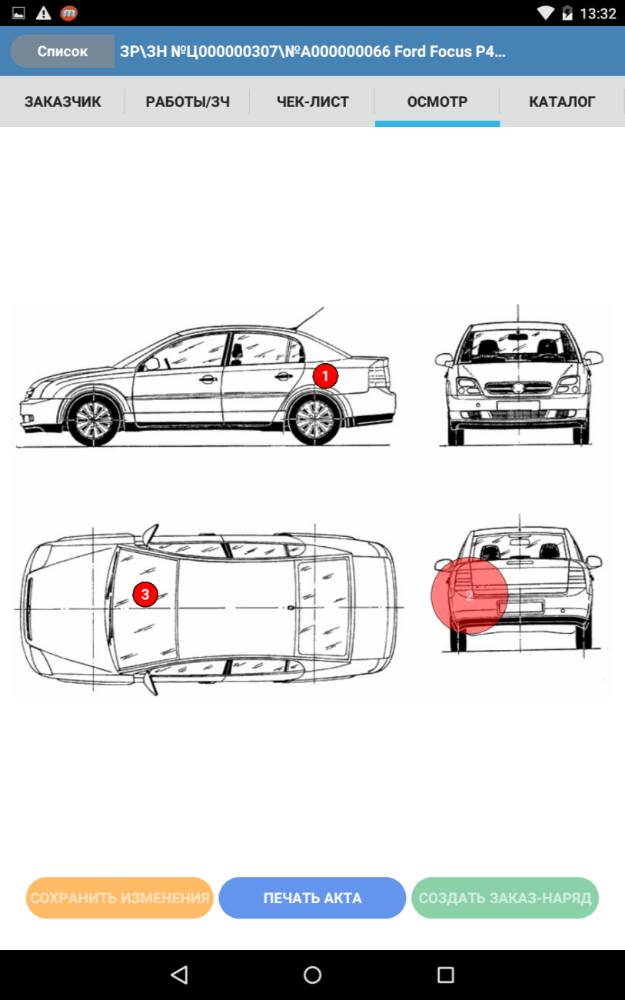 13:32
Список
ЗР\ЗН №Ц000000307\№А000000066 Ford Focus P4...
ЗАКАЗЧИК
РАБОТЫ/ЗЧ
ЧЕК-ЛИСТ
ОСМОТР
КАТАЛОГ
1
3
2
СОХРАНИТЬ ИЗМЕНЕНИЯ
ПЕЧАТЬ АКТА
СОЗДАТЬ ЗАКАЗ-НАРЯД